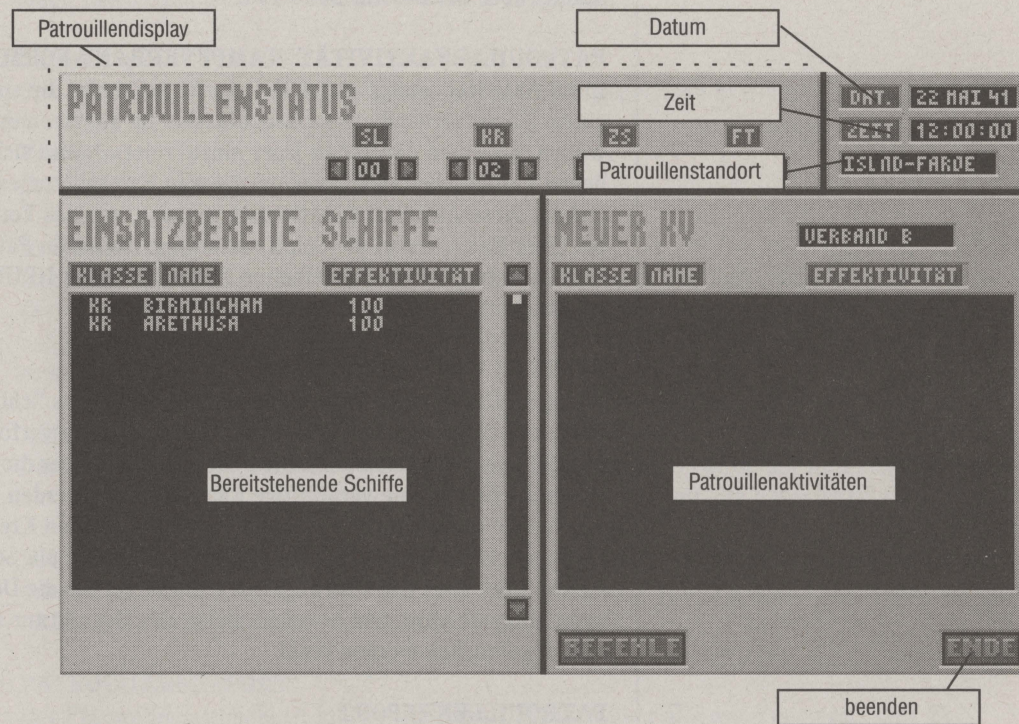 Patrouillendisplay
Datum
PATROUILLENSTATUS
Zeit
DAT. 22 MAI 41
SL KR ZS FT
ZEIT 12:00:00
00 02
Patrouillenstandort
ISLND-FAROE
EINSATZBEREITE SCHIFFE
NEUER KV
VERBAND B
KLASSE NAME EFFEKTIVITÄT
KLASSE NAME EFFEKTIVITÄT
KR BIRMINGHAM 100
KR ARETHUSA 100
Bereitstehende Schiffe
Patrouillenaktivitäten
BEFEHLE
ENDE
beenden